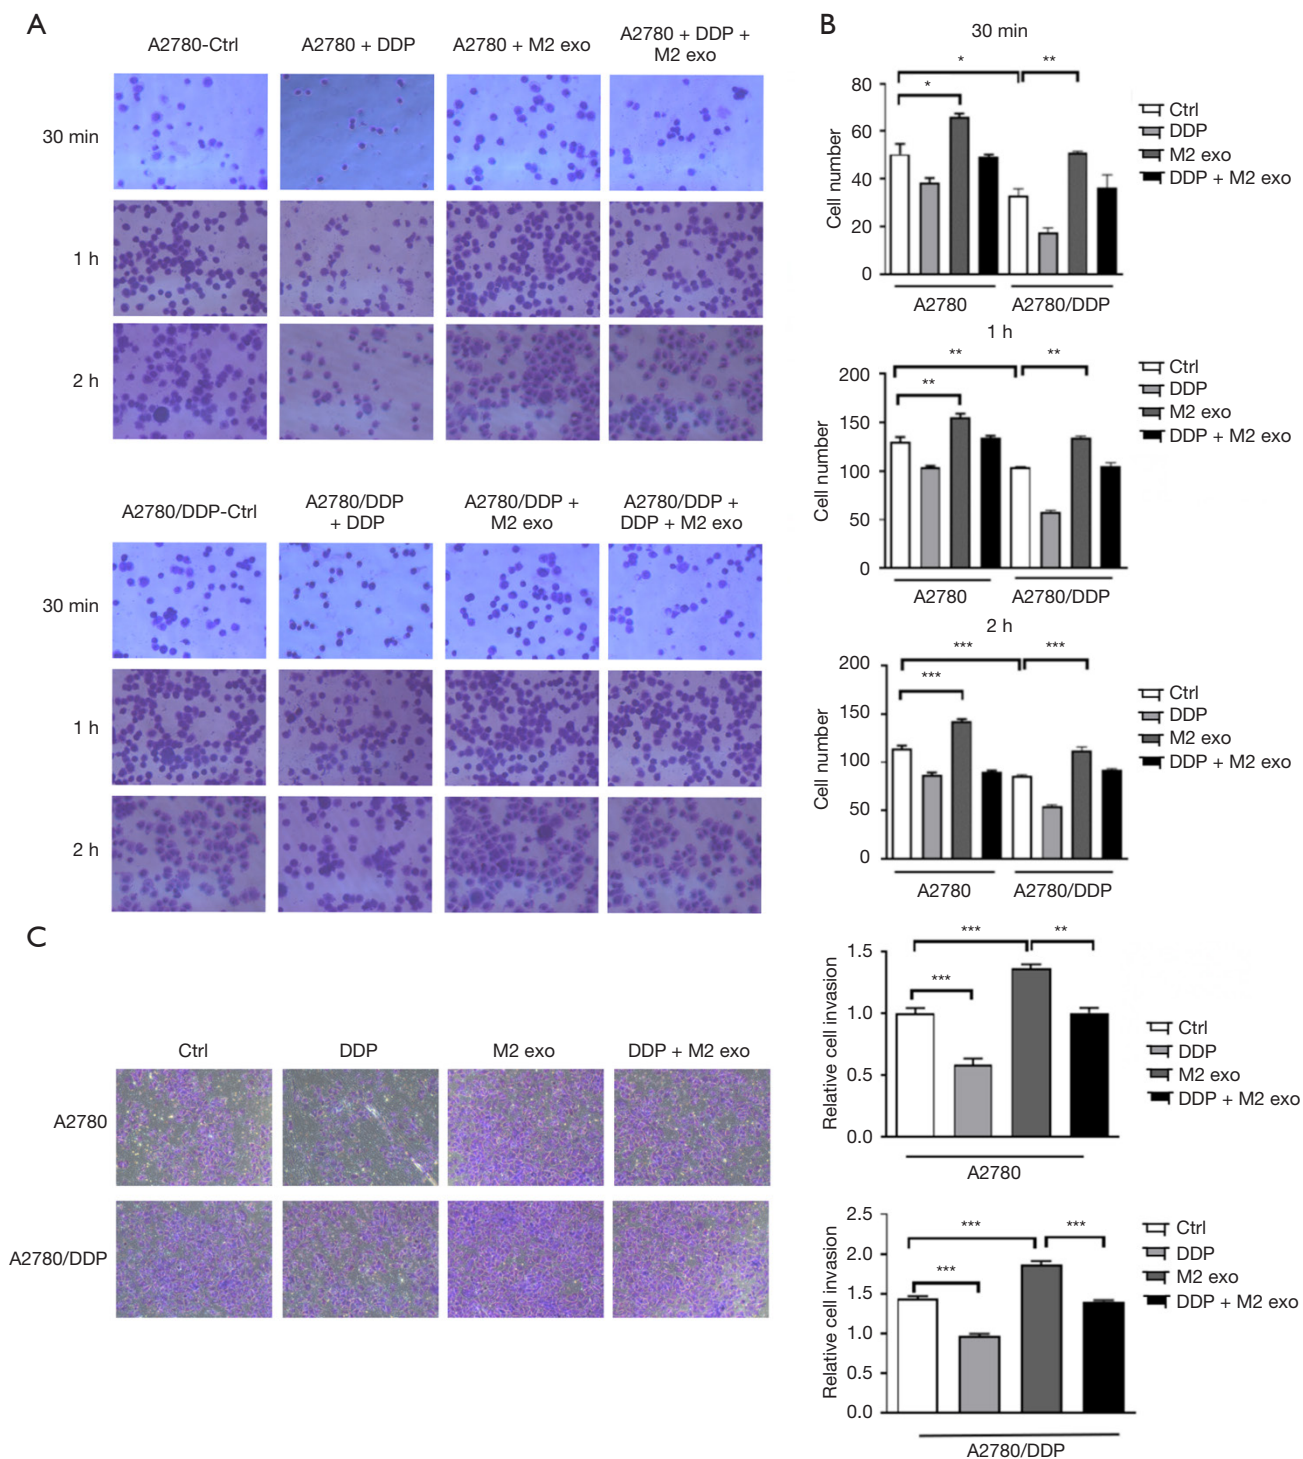 A
A2780-Ctrl
A2780 + DDP
A2780 + M2 exo
A2780 + DDP +
M2 exo
30 min
1 h
2 h
A2780/DDP-Ctrl
A2780/DDP
+ DDP
A2780/DDP +
M2 exo
A2780/DDP +
DDP + M2 exo
30 min
1 h
2 h
B
30 min
* **
*
80
60
40
20
0
Cell number
A2780
A2780/DDP
Ctrl
DDP
M2 exo
DDP + M2 exo
1 h
** **
**
200
150
100
50
0
Cell number
A2780
A2780/DDP
Ctrl
DDP
M2 exo
DDP + M2 exo
2 h
*** ***
***
200
150
100
50
0
Cell number
A2780
A2780/DDP
Ctrl
DDP
M2 exo
DDP + M2 exo
C
Ctrl
DDP
M2 exo
DDP + M2 exo
A2780
A2780/DDP
*** **
***
1.5
1.0
0.5
0.0
Relative cell invasion
A2780
Ctrl
DDP
M2 exo
DDP + M2 exo
*** ***
***
2.5
2.0
1.5
1.0
0.5
0.0
Relative cell invasion
A2780/DDP
Ctrl
DDP
M2 exo
DDP + M2 exo